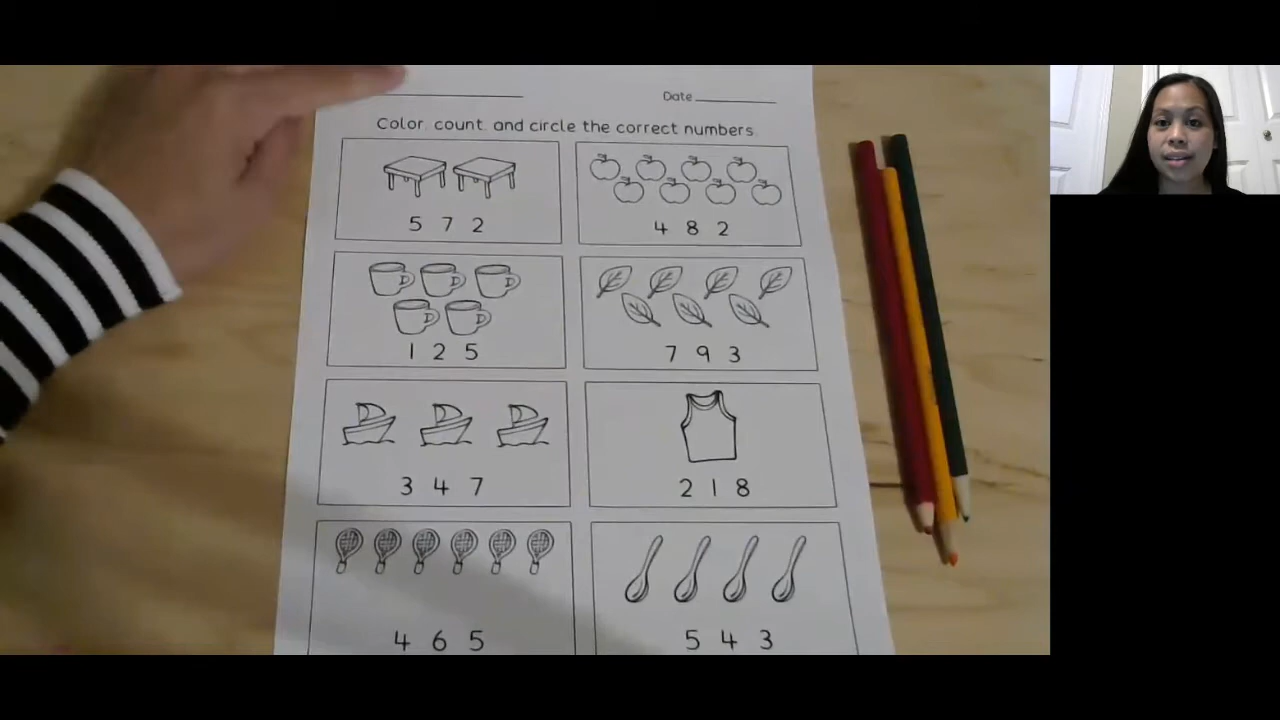 Date
Color, count, and circle the correct numbers.
5 7 2
4 8 2
1 2 5
7 9 3
3 4 7
2 1 8
4 6 5
5 4 3